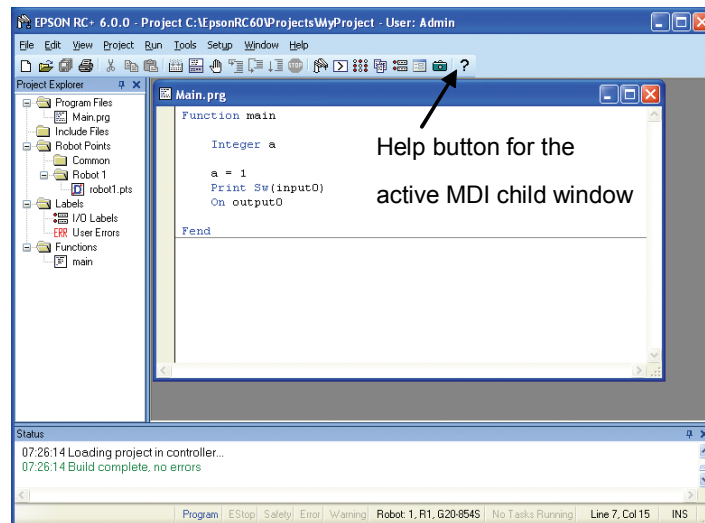 EPSON RC+ 6.0.0 - Project C:\EpsonRC60\Projects\MyProject - User: Admin
File Edit View Project Run Tools Setup Window Help
Project Explorer
Program Files
Main.prg
Include Files
Robot Points
Common
Robot 1
robot1.pts
Labels
I/O Labels
ERR User Errors
Functions
main
Main.prg
Function main
Integer a
a = 1
Print Sw(input0)
On output0
Fend
Help button for the
active MDI child window
Status
07:26:14 Loading project in controller...
07:26:14 Build complete, no errors
Program EStop Safety Error Warning Robot: 1, R1, G20-854S No Tasks Running Line 7, Col 15 INS